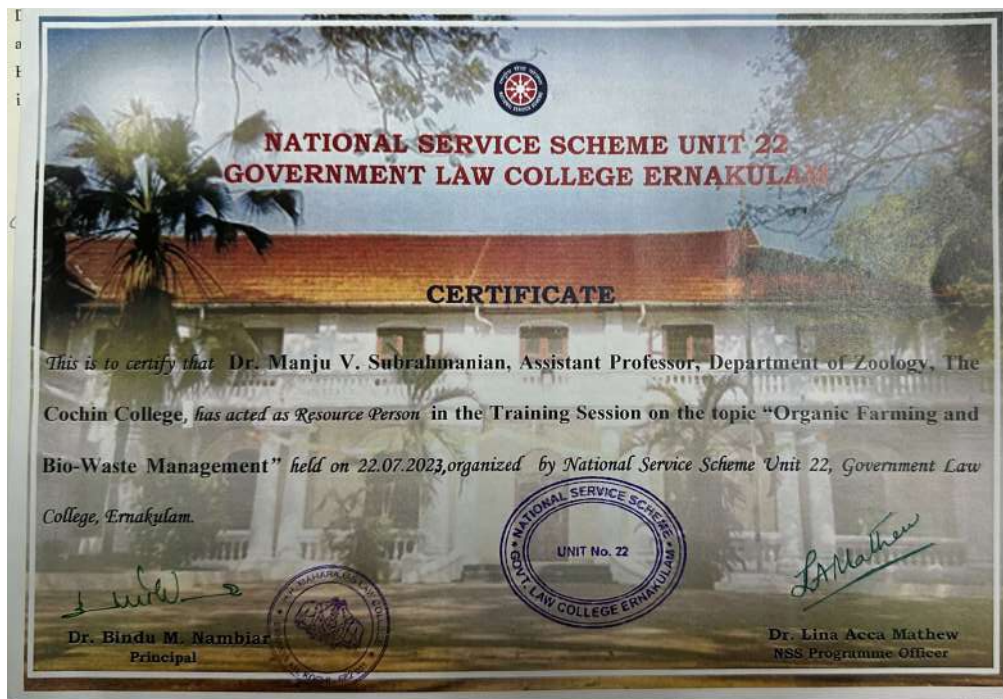 NATIONAL SERVICE SCHEME UNIT 22
GOVERNMENT LAW COLLEGE ERNAKULAM
CERTIFICATE
This is to certify that Dr. Manju V. Subrahmanian, Assistant Professor, Department of Zoology, The
Cochin College, has acted as Resource Person in the Training Session on the topic “Organic Farming and
Bio-Waste Management” held on 22.07.2023,organized by National Service Scheme Unit 22, Government Law
College, Ernakulam.
NATIONAL SERVICE SCHEME
UNIT No. 22
GOVT. LAW COLLEGE ERNAKULAM
LAMathew
Dr. Bindu M. Nambiar
Principal
Dr. Lina Acca Mathew
NSS Programme Officer